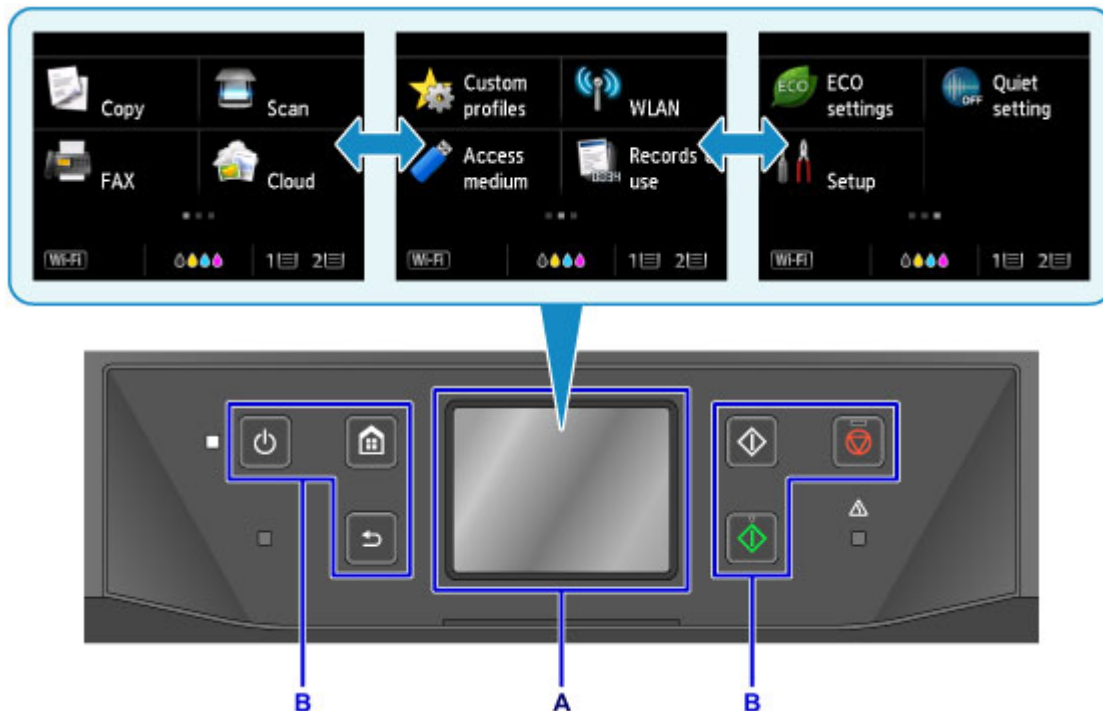 Copy
Scan
FAX
Cloud
Wi-Fi
1 2
Custom
profiles
WLAN
Access
medium
Records
use
Wi-Fi
1 2
ECO
ECO
settings
OFF
Quiet
setting
Setup
Wi-Fi
1 2
B
A
B